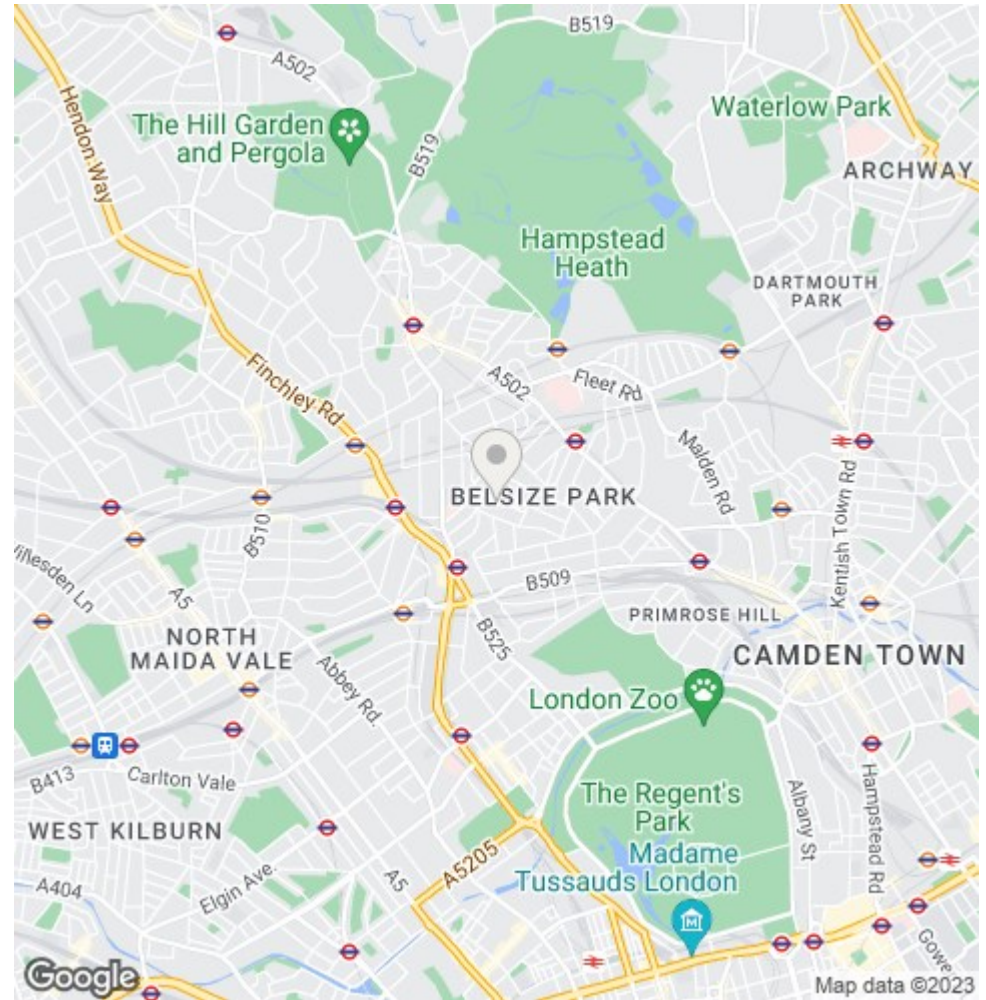 B519
A502
Hendon Way
The Hill Garden
and Pergola
B519
Waterlow Park
ARCHWAY
Hampstead
Heath
DARTMOUTH
PARK
A502
Fleet Rd
Finchley Rd
Malden Rd
BELSIZE PARK
Kentish Town Rd
B510
Willesden Ln
A5
B509
PRIMROSE HILL
NORTH
MAIDA VALE
B525
CAMDEN TOWN
Abbey Rd.
London Zoo
B413
Carlton Vale
The Regent's
Park
Albany St
Hampstead Rd
WEST KILBURN
Madame
Tussauds London
A5205
A404
Elgin Ave.
A5
Gowe
Google
Map data ©2023